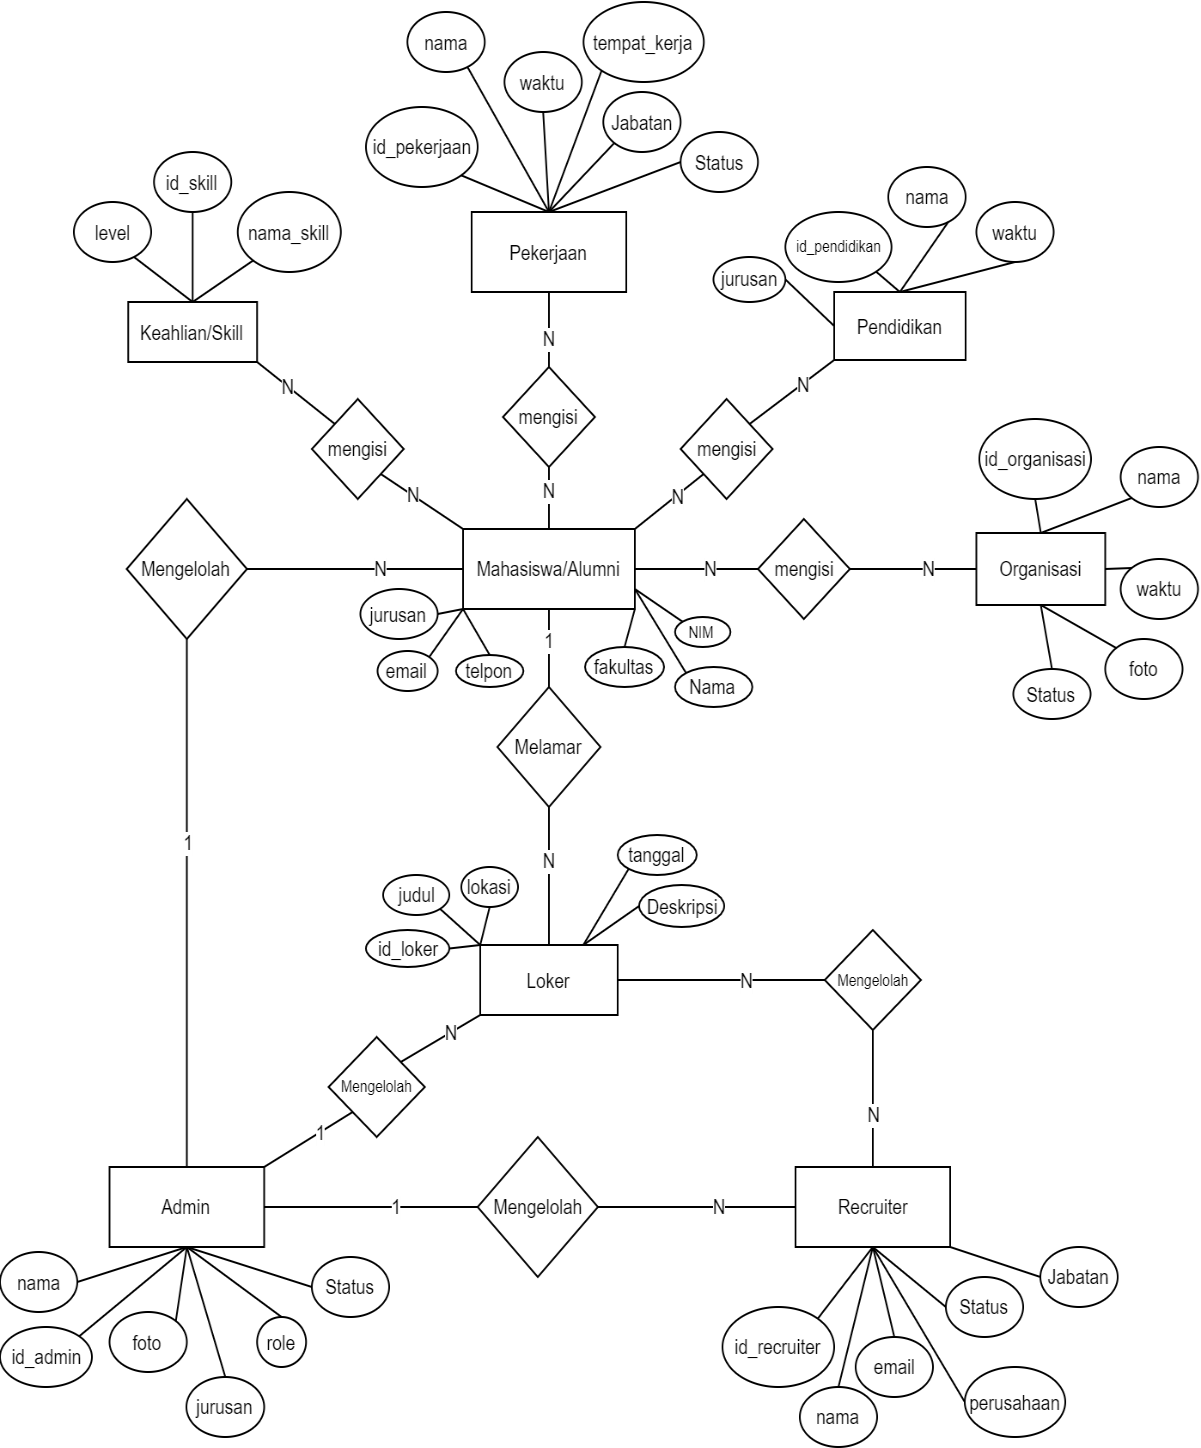 nama
tempat_kerja
waktu
Jabatan
id_pekerjaan
Status
id_skill
nama
level
nama_skill
id_pendidikan
waktu
Pekerjaan
jurusan
Keahlian/Skill
Pendidikan
N
N
N
mengisi
mengisi
mengisi
id_organisasi
nama
N
N
N
Mengelolah
N
Mahasiswa/Alumni
N
mengisi
N
Organisasi
waktu
jurusan
NIM
1
email
telpon
fakultas
Nama
foto
Status
Melamar
1
N
tanggal
judul
lokasi
Deskripsi
id_loker
Loker
N
Mengelolah
N
Mengelolah
1
N
Admin
1
Mengelolah
N
Recruiter
nama
Status
Jabatan
Status
id_admin
foto
role
id_recruiter
email
jurusan
nama
perusahaan